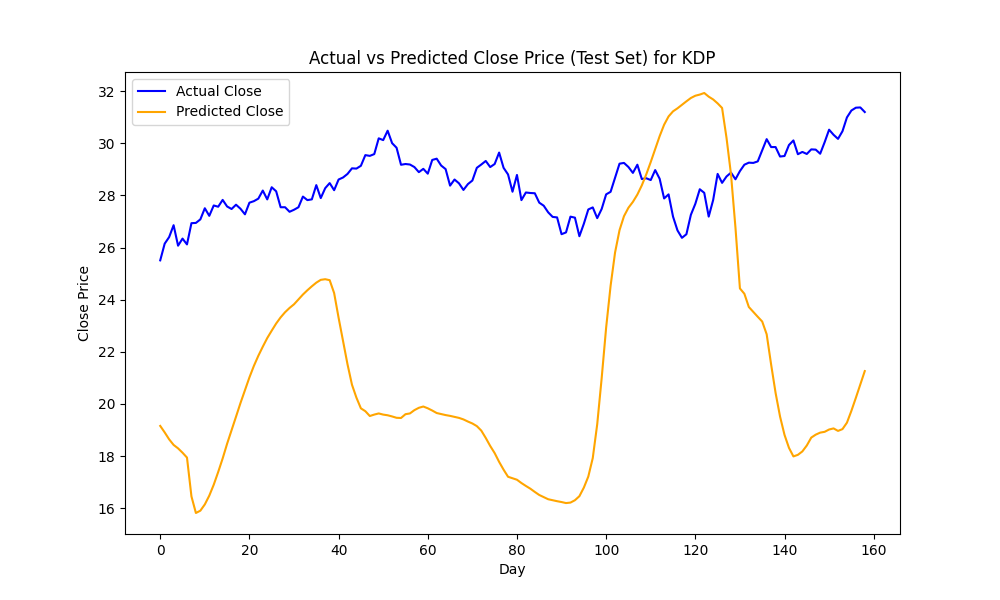 Actual vs Predicted Close Price (Test Set) for KDP
Actual Close
Predicted Close
Close Price
32
30
28
26
24
22
20
18
16
0 20 40 60 80 100 120 140 160
Day